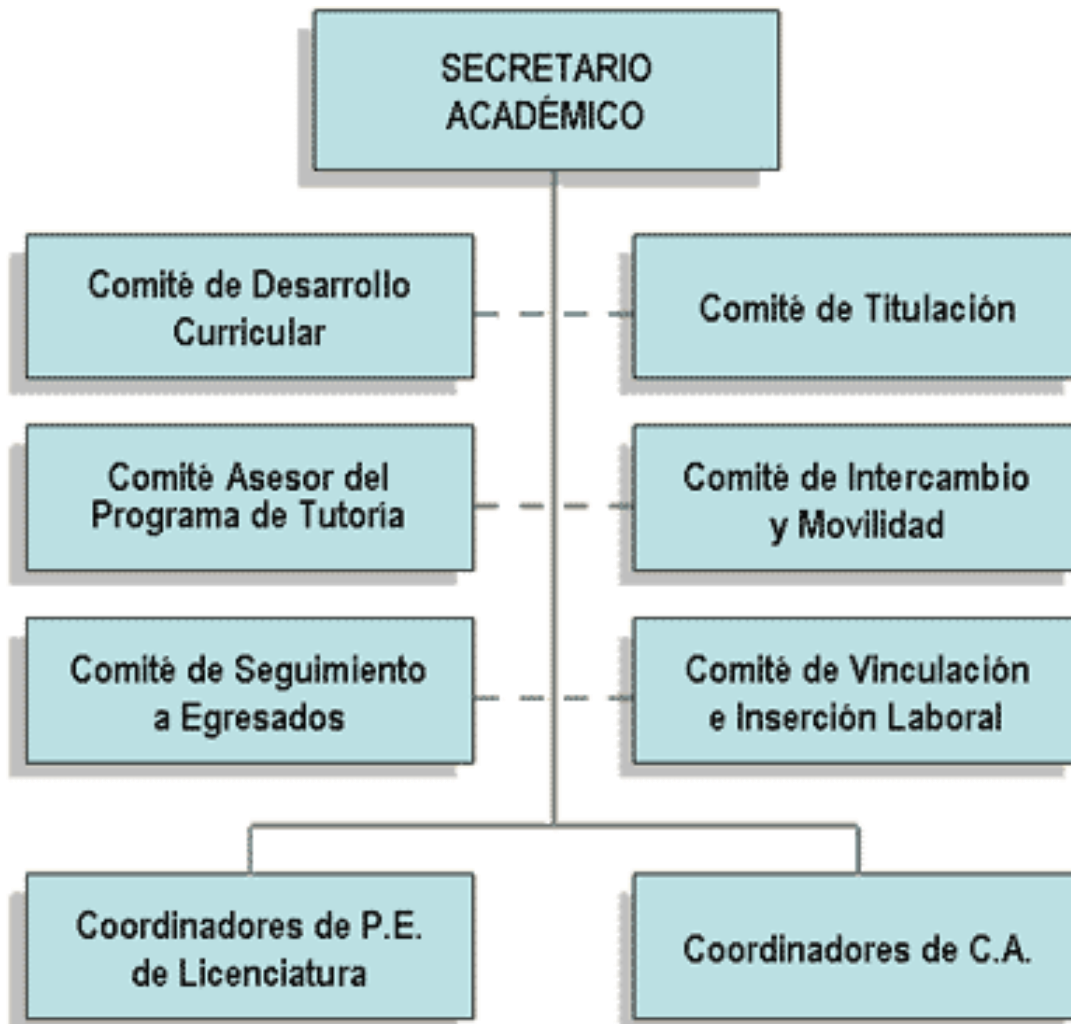 SECRETARIO
ACADÉMICO
Comité de Desarrollo
Curricular
Comité de Titulación
Comité Asesor del
Programa de Tutoría
Comité de Intercambio
y Movilidad
Comité de Seguimiento
a Egresados
Comité de Vinculación
e Inserción Laboral
Coordinadores de P.E.
de Licenciatura
Coordinadores de C.A.